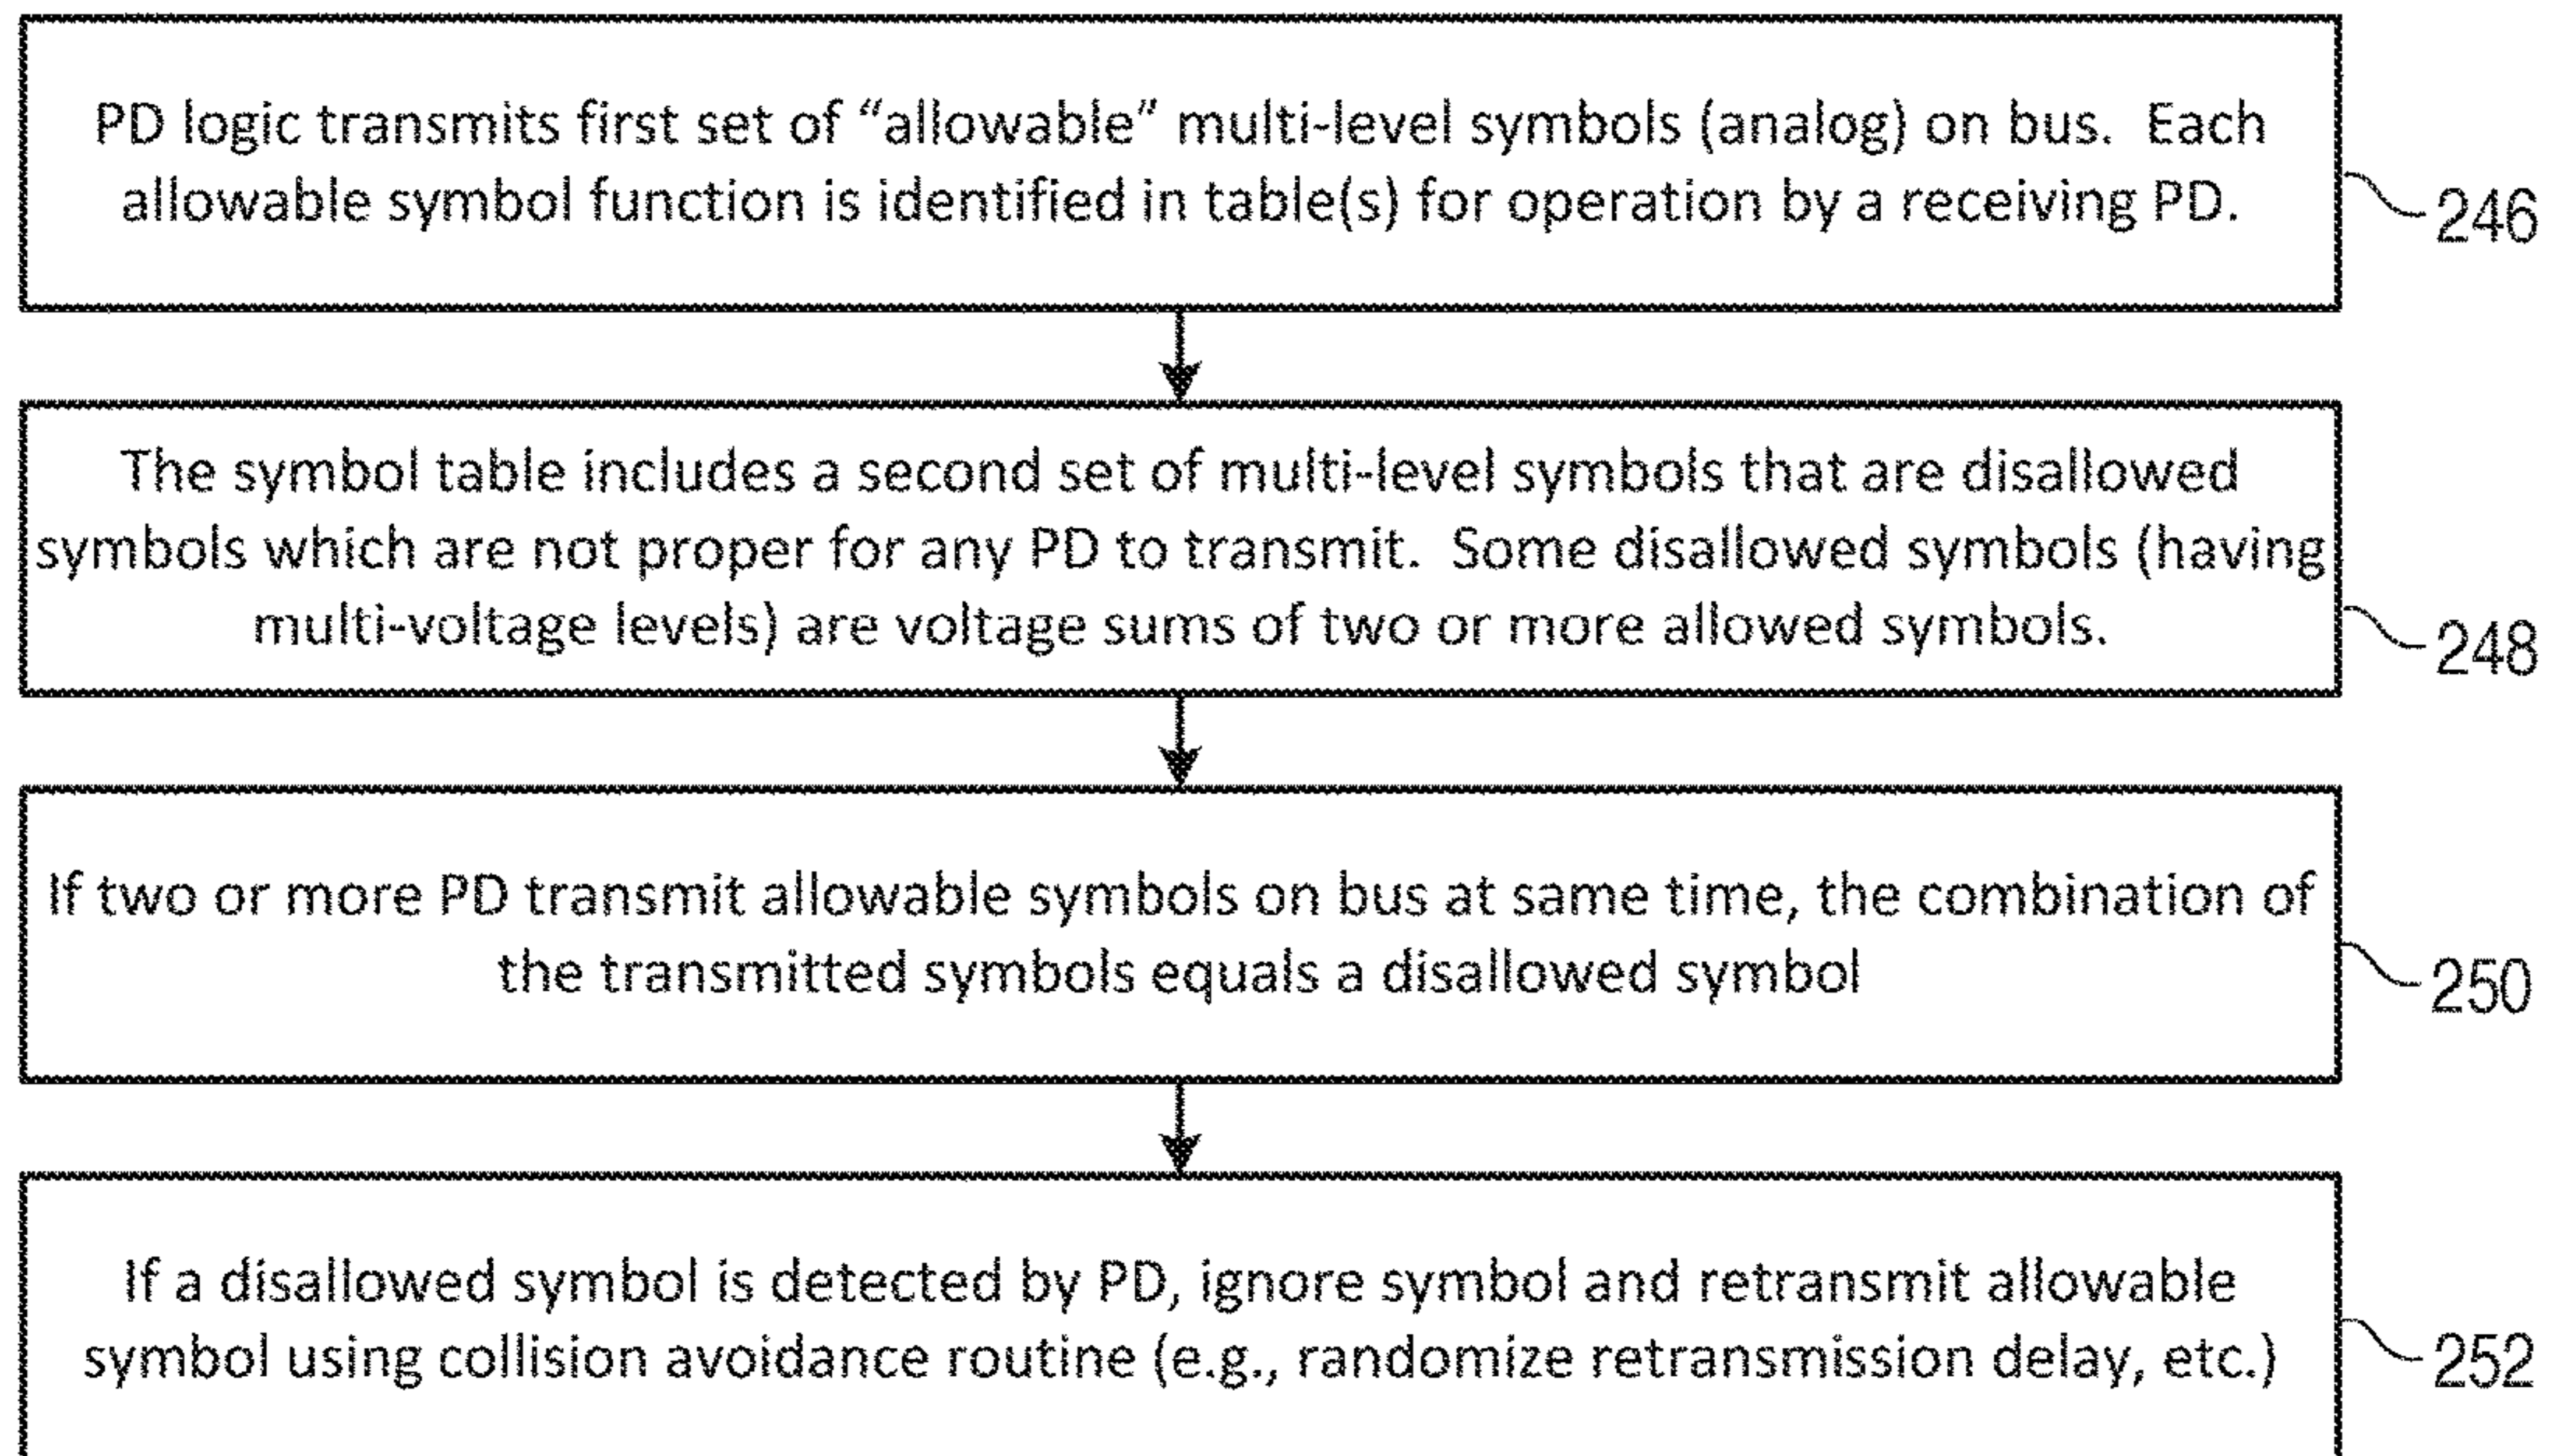 PD logic transmits first set of “allowable” multi-level symbols (analog) on bus.  Each
allowable symbol function is identified in table(s) for operation by a receiving PD.
246
The symbol table includes a second set of multi-level symbols that are disallowed
symbols which are not proper for any PD to transmit.  Some disallowed symbols (having
multi-voltage levels) are voltage sums of two or more allowed symbols.
248
If two or more PD transmit allowable symbols on bus at same time, the combination of
the transmitted symbols equals a disallowed symbol
250
If a disallowed symbol is detected by PD, ignore symbol and retransmit allowable
symbol using collision avoidance routine (e.g., randomize retransmission delay, etc.)
252